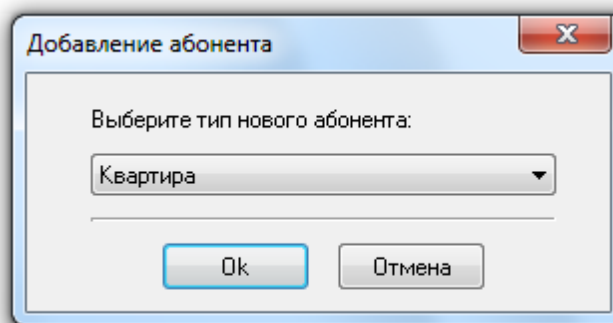 Добавление абонента
Выберите тип нового абонента:
Квартира
Ok
Отмена